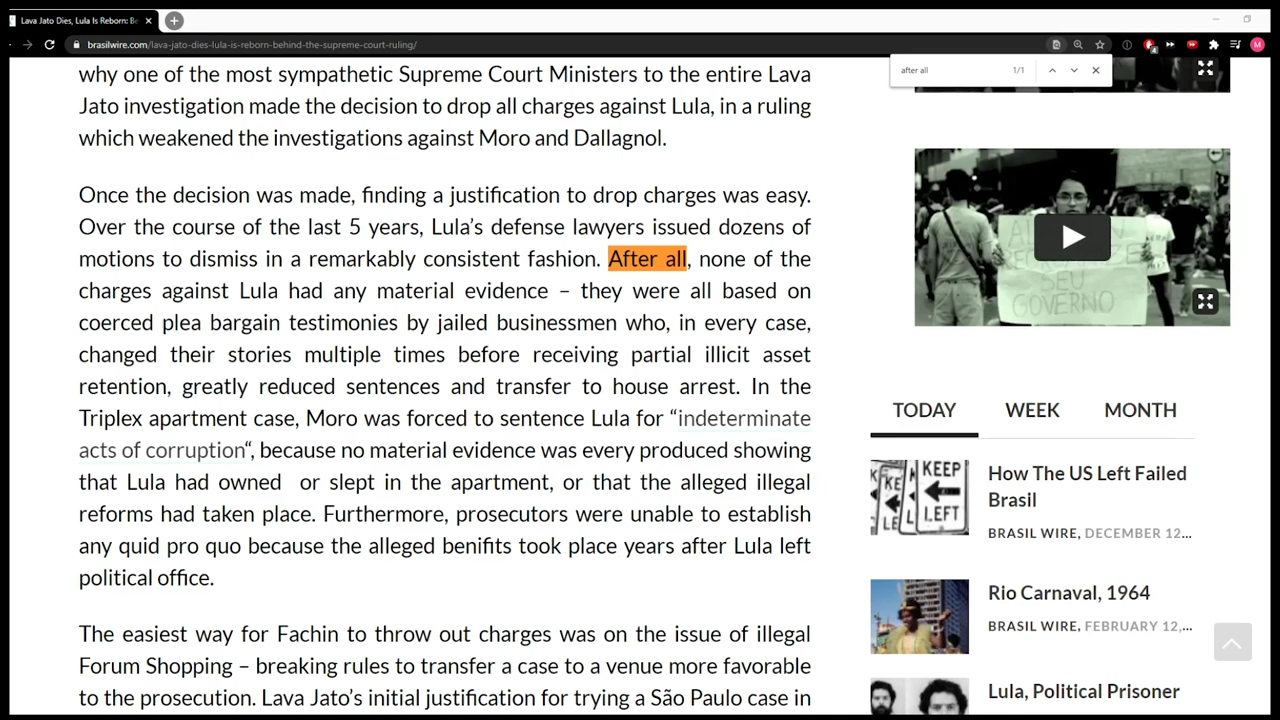 Lava Jato Dies, Lula Is Reborn: Be
brasilwire.com/lava-jato-dies-lula-is-reborn-behind-the-supreme-court-ruling/
4
M
after all
1/1
why one of the most sympathetic Supreme Court Ministers to the entire Lava
Jato investigation made the decision to drop all charges against Lula, in a ruling
which weakened the investigations against Moro and Dallagnol.
Once the decision was made, finding a justification to drop charges was easy.
Over the course of the last 5 years, Lula’s defense lawyers issued dozens of
motions to dismiss in a remarkably consistent fashion. After all, none of the
charges against Lula had any material evidence – they were all based on
coerced plea bargain testimonies by jailed businessmen who, in every case,
changed their stories multiple times before receiving partial illicit asset
retention, greatly reduced sentences and transfer to house arrest. In the
Triplex apartment case, Moro was forced to sentence Lula for “indeterminate
acts of corruption“, because no material evidence was every produced showing
that Lula had owned or slept in the apartment, or that the alleged illegal
reforms had taken place. Furthermore, prosecutors were unable to establish
any quid pro quo because the alleged benifits took place years after Lula left
political office.
The easiest way for Fachin to throw out charges was on the issue of illegal
Forum Shopping – breaking rules to transfer a case to a venue more favorable
to the prosecution. Lava Jato’s initial justification for trying a São Paulo case in
SEU
GOVERNO
TODAY
WEEK
MONTH
KEEP
LEFT
How The US Left Failed
Brasil
BRASIL WIRE, DECEMBER 12...
Rio Carnaval, 1964
BRASIL WIRE, FEBRUARY 12,...
Lula, Political Prisoner